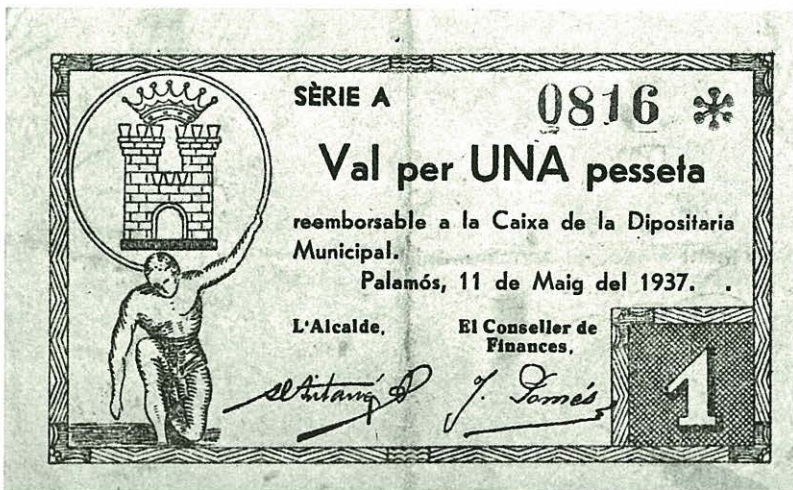 SÈRIE A
0816 *
Val per UNA pesseta
reemborsable a la Caixa de la Dipositaria
Municipal.
Palamós, 11 de Maig del 1937. .
L'Alcalde,
El Conseller de
Finances,
J. Tomés
1